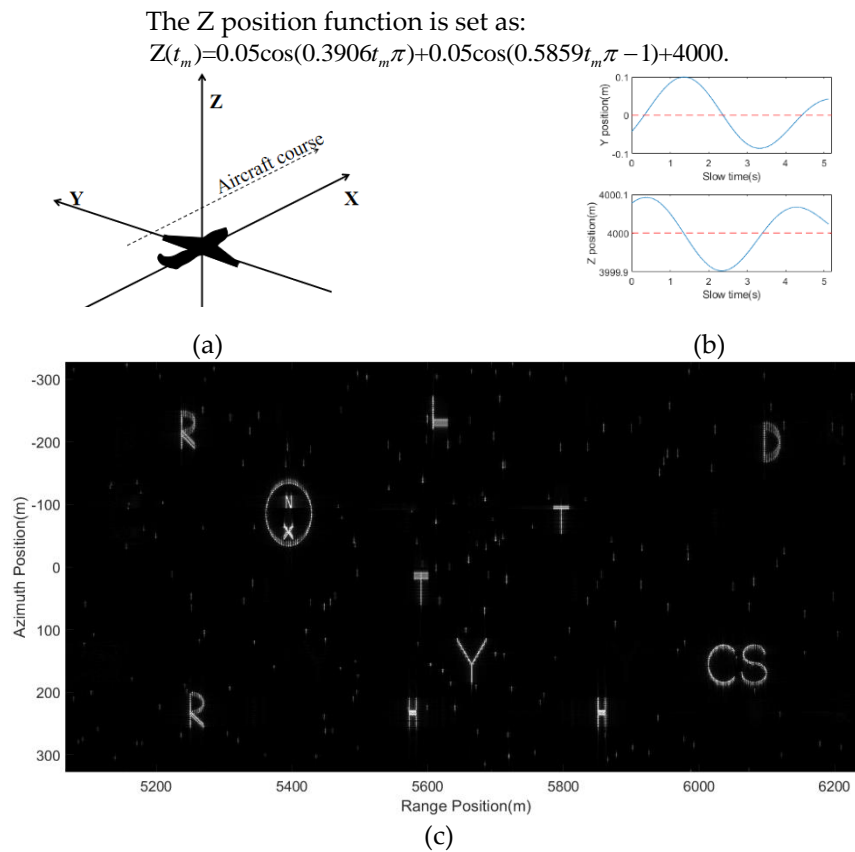 The Z position function is set as:
Z(t_m)=0.05cos(0.3906t_mπ)+0.05cos(0.5859t_mπ−1)+4000.
Z
Aircraft course
Y
X
(a)
0.1
0
-0.1
Y position(m)
0 1 2 3 4 5
Slow time(s)
4000.1
4000
3999.9
Z position(m)
0 1 2 3 4 5
Slow time(s)
(b)
-300
-200
-100
0
100
200
300
Azimuth Position(m)
R L D
N
X
T
T
Y CS
R H H
5200 5400 5600 5800 6000 6200
Range Position(m)
(c)